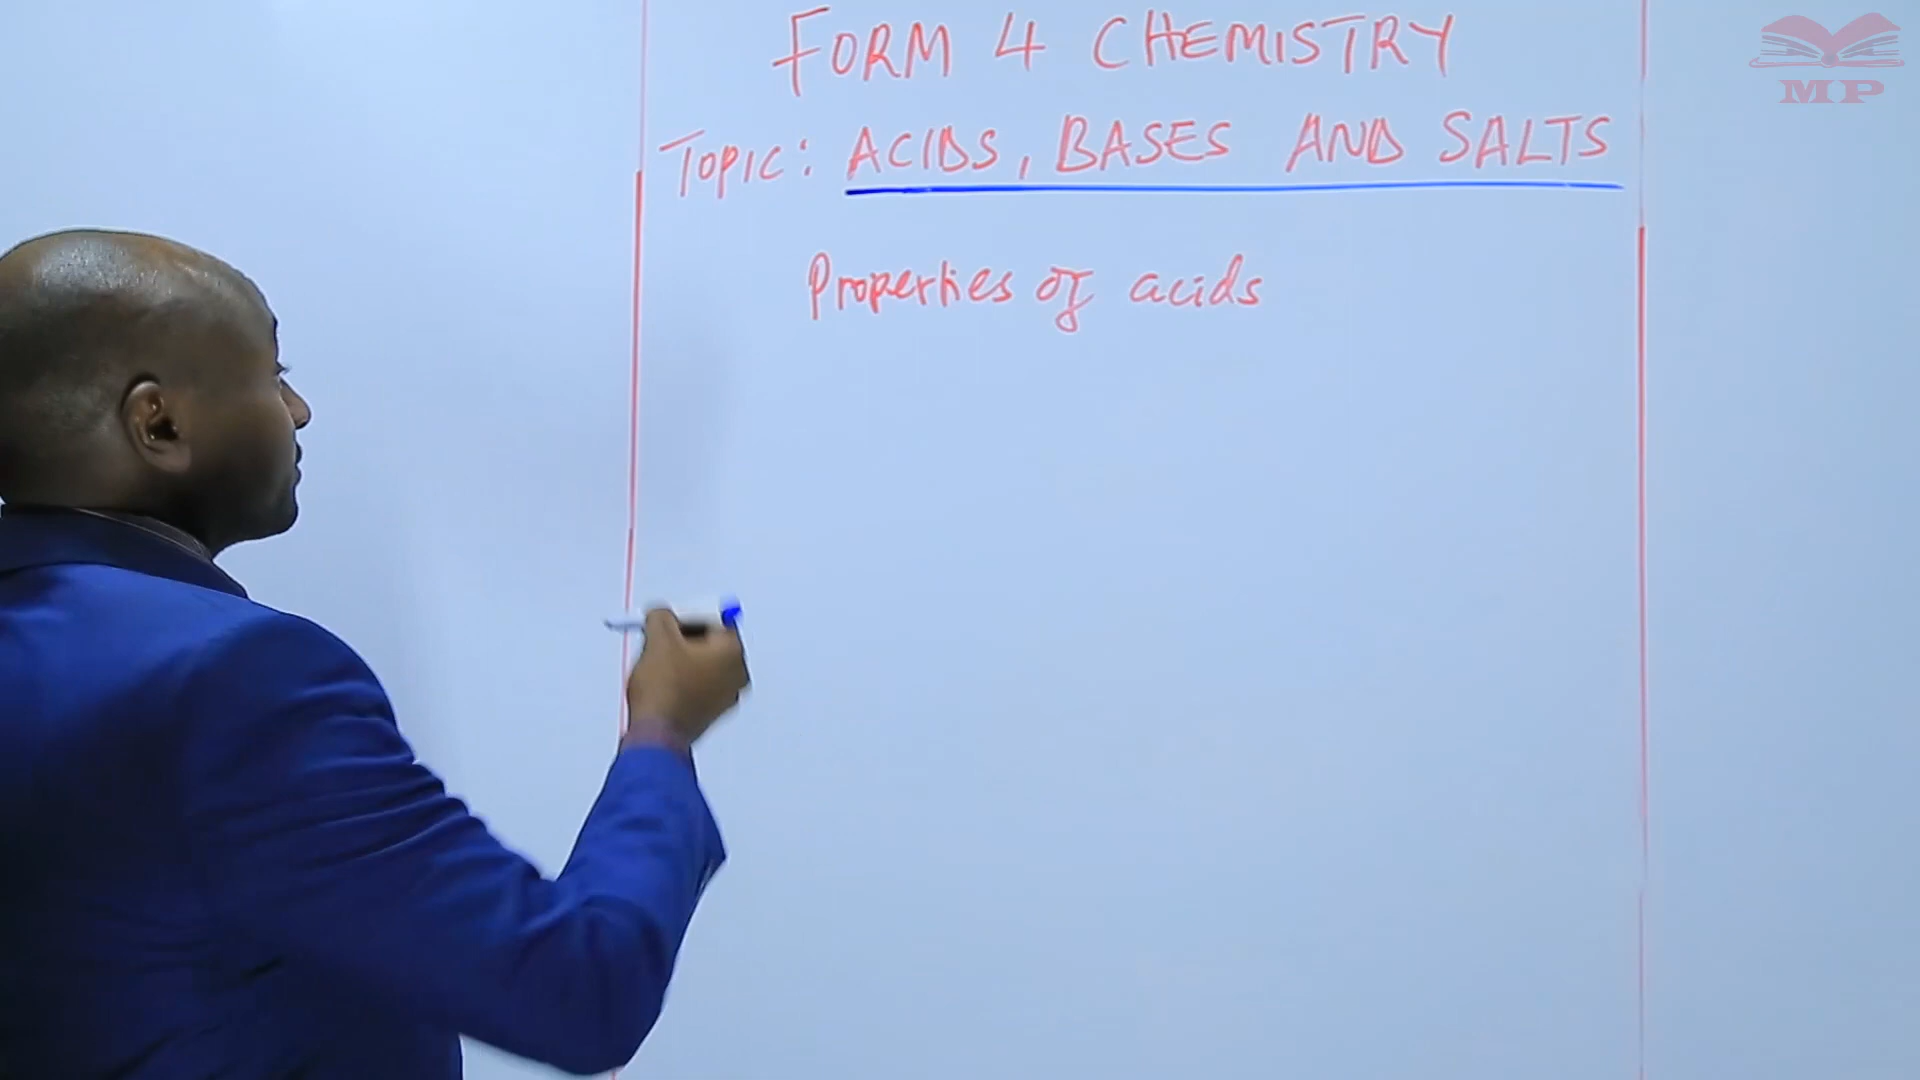 FORM 4 CHEMISTRY
TOPIC: ACIDS, BASES AND SALTS
Properties of acids
MP